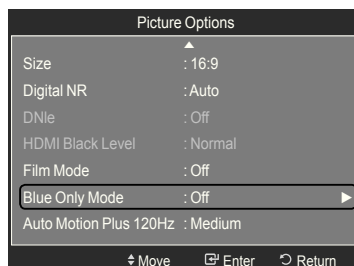 Picture Options
Size : 16:9
Digital NR : Auto
DNIe : Off
HDMI Black Level : Normal
Film Mode : Off
Blue Only Mode : Off
Auto Motion Plus 120Hz : Medium
Move Enter Return